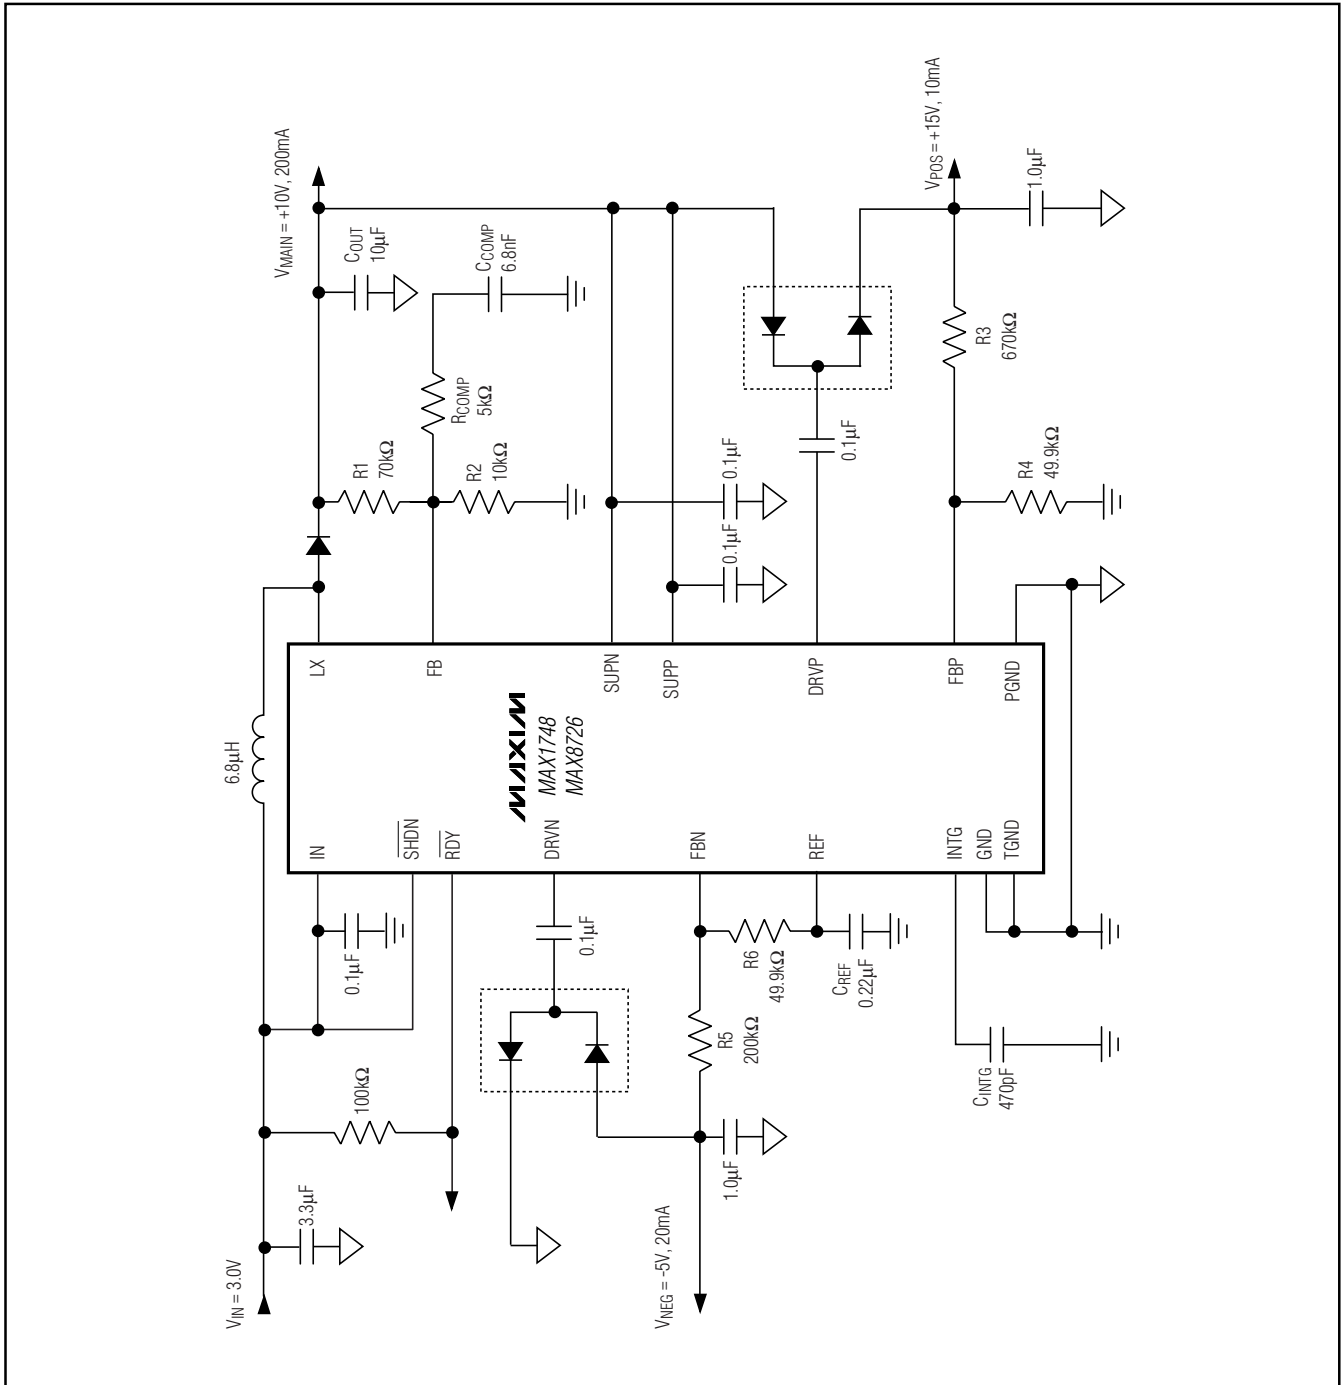 VIN = 3.0V
3.3µF
100kΩ
6.8µH
0.1µF
VMAIN = +10V, 200mA
COUT
10µF
CCOMP
6.8nF
RCOMP
5kΩ
R1
70kΩ
R2
10kΩ
IN
SHDN
RDY
DRVN
FBN
REF
INTG
GND
TGND
LX
FB
SUPN
SUPP
DRVP
FBP
PGND
MAXIM
MAX1748
MAX8726
0.1µF
0.1µF
0.1µF
0.1µF
VPOS = +15V, 10mA
1.0µF
R3
670kΩ
R4
49.9kΩ
R6
49.9kΩ
CREF
0.22µF
R5
200kΩ
1.0µF
VNEG = -5V, 20mA
CINTG
470pF